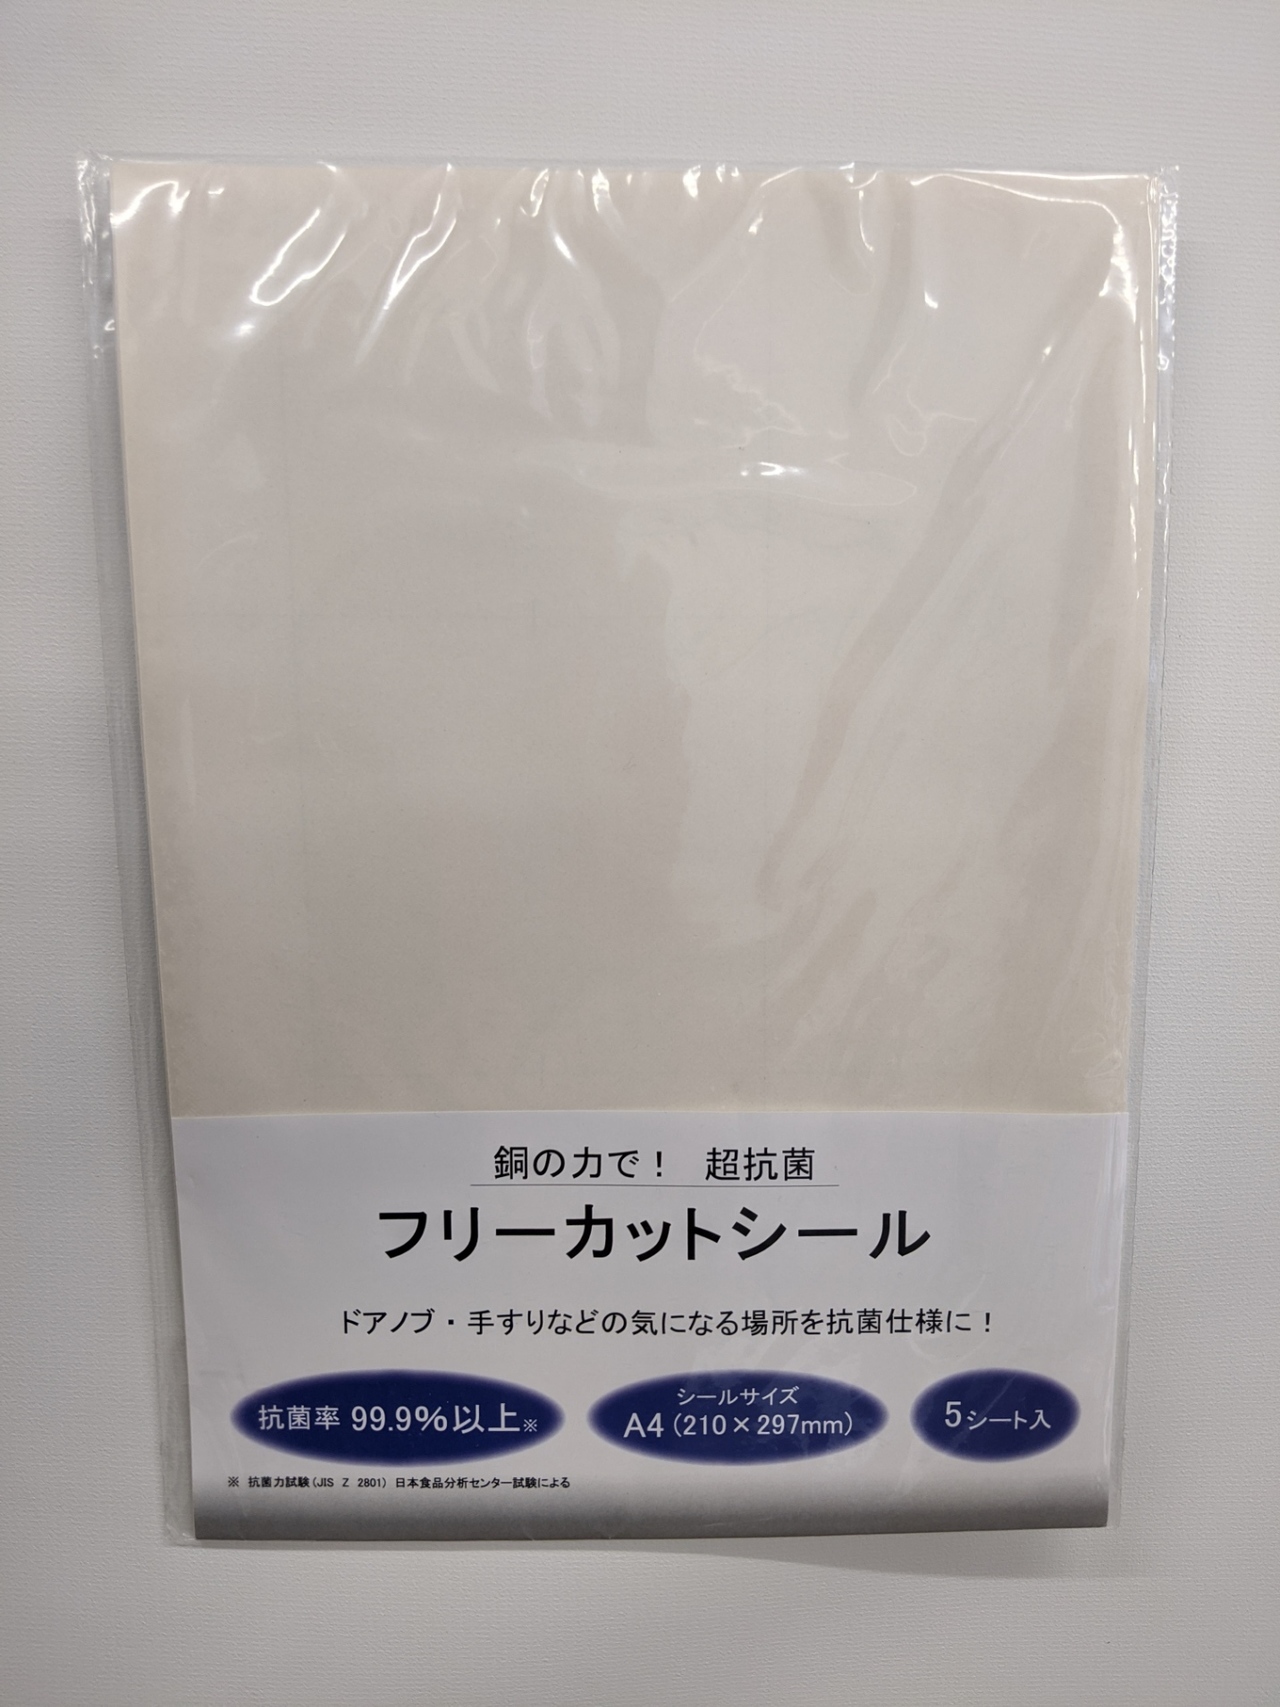 銅の力で！　超抗菌
フリーカットシール
ドアノブ・手すりなどの気になる場所を抗菌仕様に！
抗菌率 99.9％以上※
シールサイズ
A4（210×297mm）
5シート入
※ 抗菌力試験（JIS Z 2801）日本食品分析センター試験による